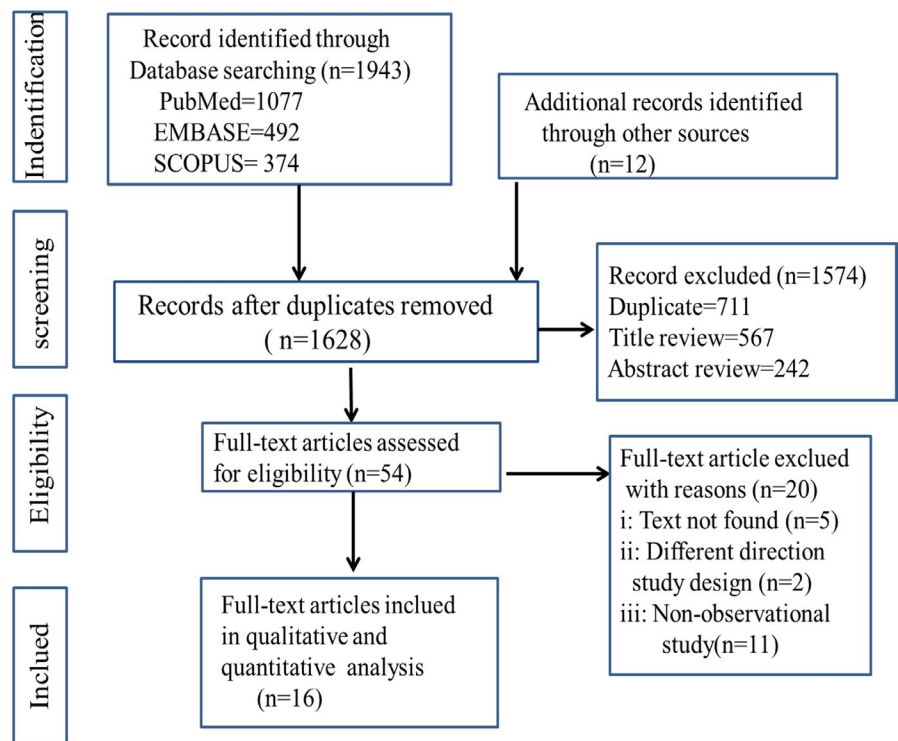 Indentification
Record identified through
Database searching (n=1943)
PubMed=1077
EMBASE=492
SCOPUS= 374
Additional records identified
through other sources
(n=12)
screening
Records after duplicates removed
( n=1628)
Record excluded (n=1574)
Duplicate=711
Title review=567
Abstract review=242
Eligibility
Full-text articles assessed
for eligibility (n=54)
Full-text article exclued
with reasons (n=20)
i: Text not found (n=5)
ii: Different direction
study design (n=2)
iii: Non-observational
study(n=11)
Inclued
Full-text articles inclued
in qualitative and
quantitative analysis
(n=16)